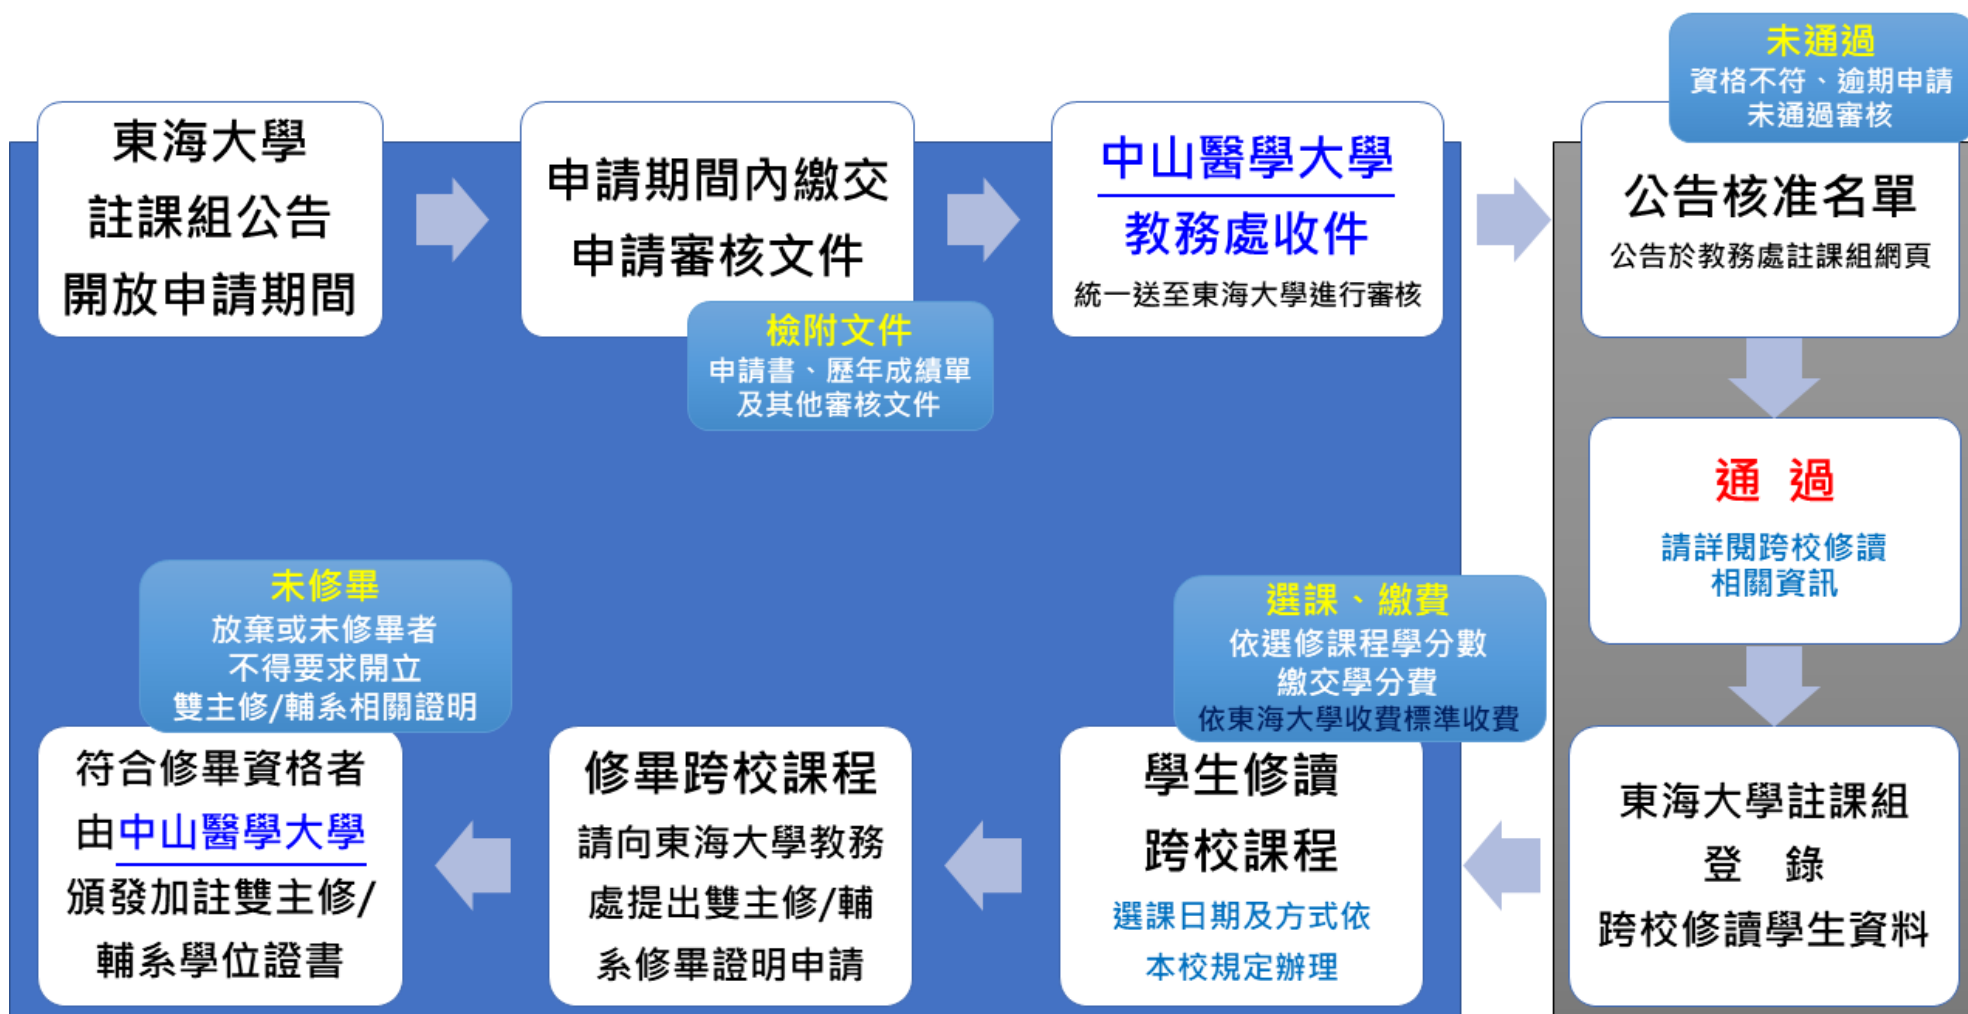 東海大學
註課組公告
開放申請期間
申請期間內繳交
申請審核文件
檢附文件
申請書、歷年成績單
及其他審核文件
中山醫學大學
教務處收件
統一送至東海大學進行審核
未通過
資格不符、逾期申請
未通過審核
公告核准名單
公告於教務處註課組網頁
通 過
請詳閱跨校修讀
相關資訊
東海大學註課組
登 錄
跨校修讀學生資料
選課、繳費
依選修課程學分數
繳交學分費
依東海大學收費標準收費
學生修讀
跨校課程
選課日期及方式依
本校規定辦理
修畢跨校課程
請向東海大學教務
處提出雙主修/輔
系修畢證明申請
未修畢
放棄或未修畢者
不得要求開立
雙主修/輔系相關證明
符合修畢資格者
由中山醫學大學
頒發加註雙主修/
輔系學位證書